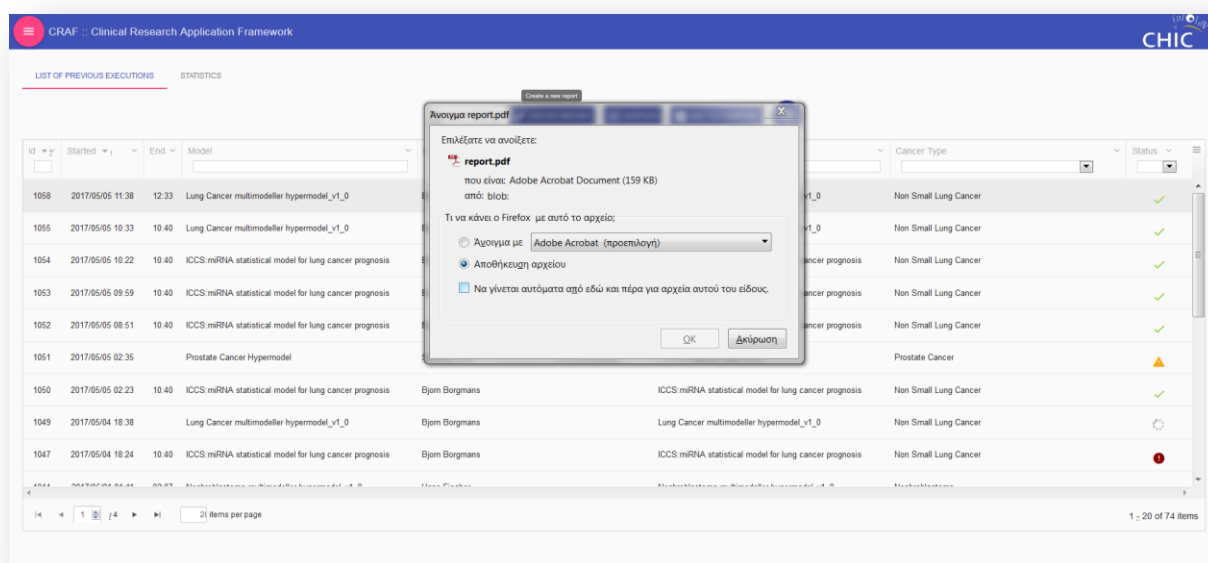 CRAF :: Clinical Research Application Framework
CHIC
LIST OF PREVIOUS EXECUTIONS STATISTICS
Create a new report
Άνοιγμα report.pdf
Επιλέξατε να ανοίξετε:
report.pdf
που είναι: Adobe Acrobat Document (159 KB)
από: blob:
Τι να κάνει ο Firefox με αυτό το αρχείο;
Άνοιγμα με Adobe Acrobat (προεπιλογή)
Αποθήκευση αρχείου
Να γίνεται αυτόματα από εδώ και πέρα για αρχεία αυτού του είδους.
OK Ακύρωση
Id Started 1 End Model Cancer Type Status
1058 2017/05/05 11:38 12:33 Lung Cancer multimodeller hypermodel_v1_0 v1_0 Non Small Lung Cancer
1055 2017/05/05 10:33 10:40 Lung Cancer multimodeller hypermodel_v1_0 v1_0 Non Small Lung Cancer
1054 2017/05/05 10:22 10:40 ICCS:miRNA statistical model for lung cancer prognosis ancer prognosis Non Small Lung Cancer
1053 2017/05/05 09:59 10:40 ICCS:miRNA statistical model for lung cancer prognosis ancer prognosis Non Small Lung Cancer
1052 2017/05/05 08:51 10:40 ICCS:miRNA statistical model for lung cancer prognosis ancer prognosis Non Small Lung Cancer
1051 2017/05/05 02:35 Prostate Cancer Hypermodel Prostate Cancer
1050 2017/05/05 02:23 10:40 ICCS:miRNA statistical model for lung cancer prognosis Bjorn Borgmans ICCS:miRNA statistical model for lung cancer prognosis Non Small Lung Cancer
1049 2017/05/04 18:38 Lung Cancer multimodeller hypermodel_v1_0 Bjorn Borgmans Lung Cancer multimodeller hypermodel_v1_0 Non Small Lung Cancer
1047 2017/05/04 18:24 10:40 ICCS:miRNA statistical model for lung cancer prognosis Bjorn Borgmans ICCS:miRNA statistical model for lung cancer prognosis Non Small Lung Cancer
1 / 4 20 items per page 1 - 20 of 74 items